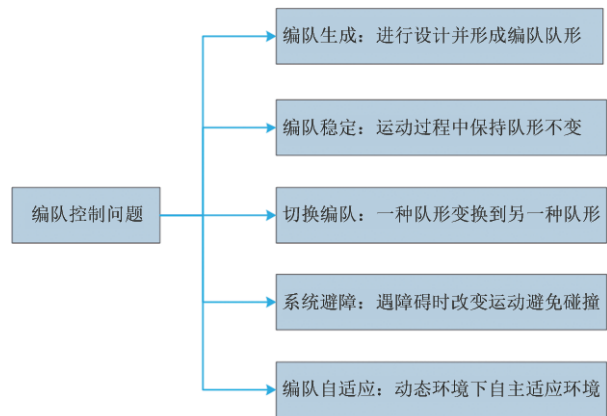 编队生成：进行设计并形成编队队形
编队稳定：运动过程中保持队形不变
编队控制问题
切换编队：一种队形变换到另一种队形
系统避障：遇障碍时改变运动避免碰撞
编队自适应：动态环境下自主适应环境